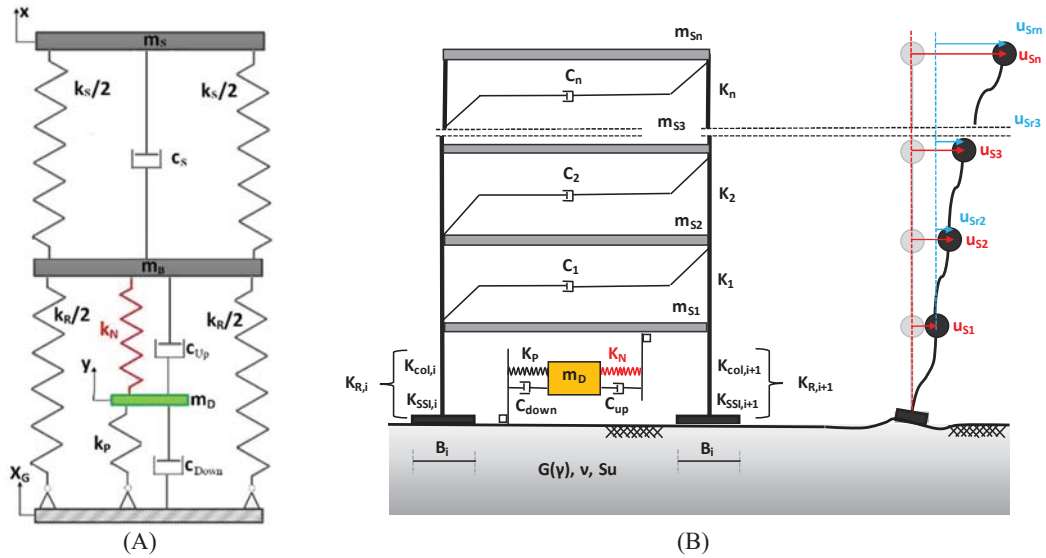 x
mS
kS/2
kS/2
cS
mB
kR/2
kR/2
kN
cUp
y
mD
kP
cDown
XG
(A)
B
mSn
Cn
Kn
mS3
C2
K2
mS2
C1
K1
mS1
KP
KN
mD
Cdown
Cup
Kcol,i
KR,i
KSSI,i
Kcol,i+1
KR,i+1
KSSI,i+1
Bi
Bi
G(γ), ν, Su
uSrn
uSn
uSr3
uS3
uSr2
uS2
uS1
(B)